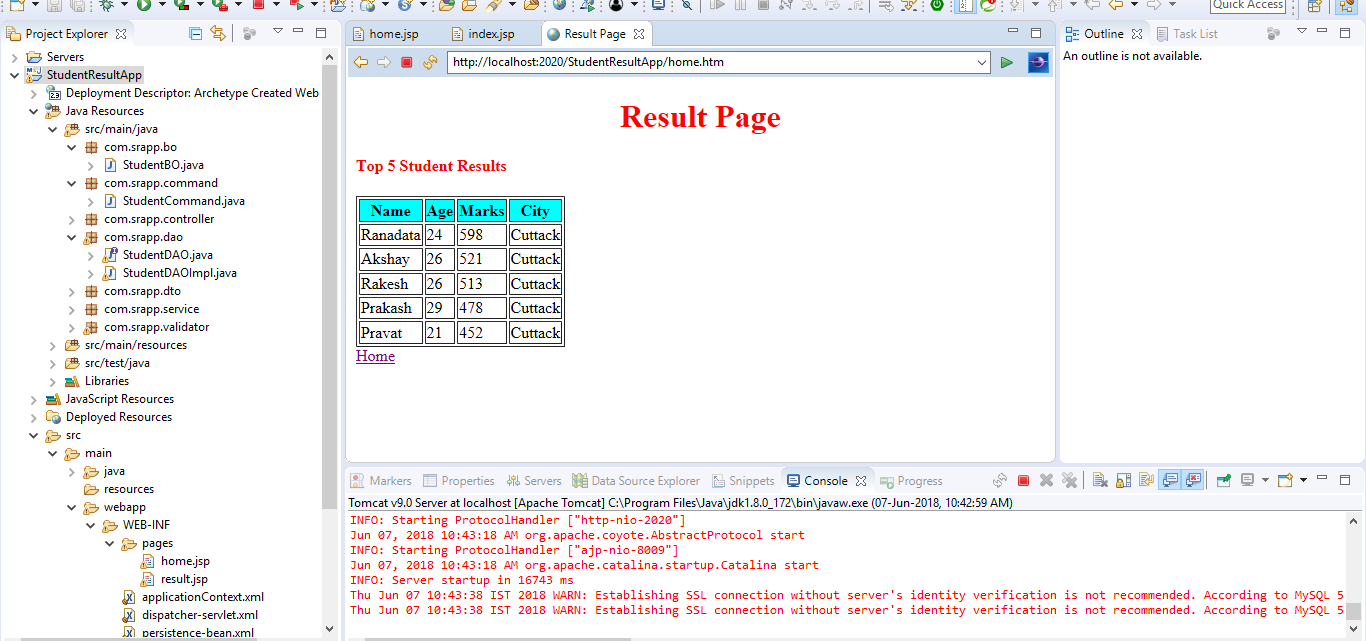 Quick Access
Project Explorer
Servers
StudentResultApp
Deployment Descriptor: Archetype Created Web
Java Resources
src/main/java
com.srapp.bo
StudentBO.java
com.srapp.command
StudentCommand.java
com.srapp.controller
com.srapp.dao
StudentDAO.java
StudentDAOImpl.java
com.srapp.dto
com.srapp.service
com.srapp.validator
src/main/resources
src/test/java
Libraries
JavaScript Resources
Deployed Resources
src
main
java
resources
webapp
WEB-INF
pages
home.jsp
result.jsp
applicationContext.xml
dispatcher-servlet.xml
persistence-bean.xml
home.jsp index.jsp Result Page
http://localhost:2020/StudentResultApp/home.htm
Result Page
Top 5 Student Results
Name Age Marks City
Ranadata 24 598 Cuttack
Akshay 26 521 Cuttack
Rakesh 26 513 Cuttack
Prakash 29 478 Cuttack
Pravat 21 452 Cuttack
Home
Outline Task List
An outline is not available.
Markers Properties Servers Data Source Explorer Snippets Console Progress
Tomcat v9.0 Server at localhost [Apache Tomcat] C:\Program Files\Java\jdk1.8.0_172\bin\javaw.exe (07-Jun-2018, 10:42:59 AM)
INFO: Starting ProtocolHandler ["http-nio-2020"]
Jun 07, 2018 10:43:18 AM org.apache.coyote.AbstractProtocol start
INFO: Starting ProtocolHandler ["ajp-nio-8009"]
Jun 07, 2018 10:43:18 AM org.apache.catalina.startup.Catalina start
INFO: Server startup in 16743 ms
Thu Jun 07 10:43:38 IST 2018 WARN: Establishing SSL connection without server's identity verification is not recommended. According to MySQL 5
Thu Jun 07 10:43:38 IST 2018 WARN: Establishing SSL connection without server's identity verification is not recommended. According to MySQL 5